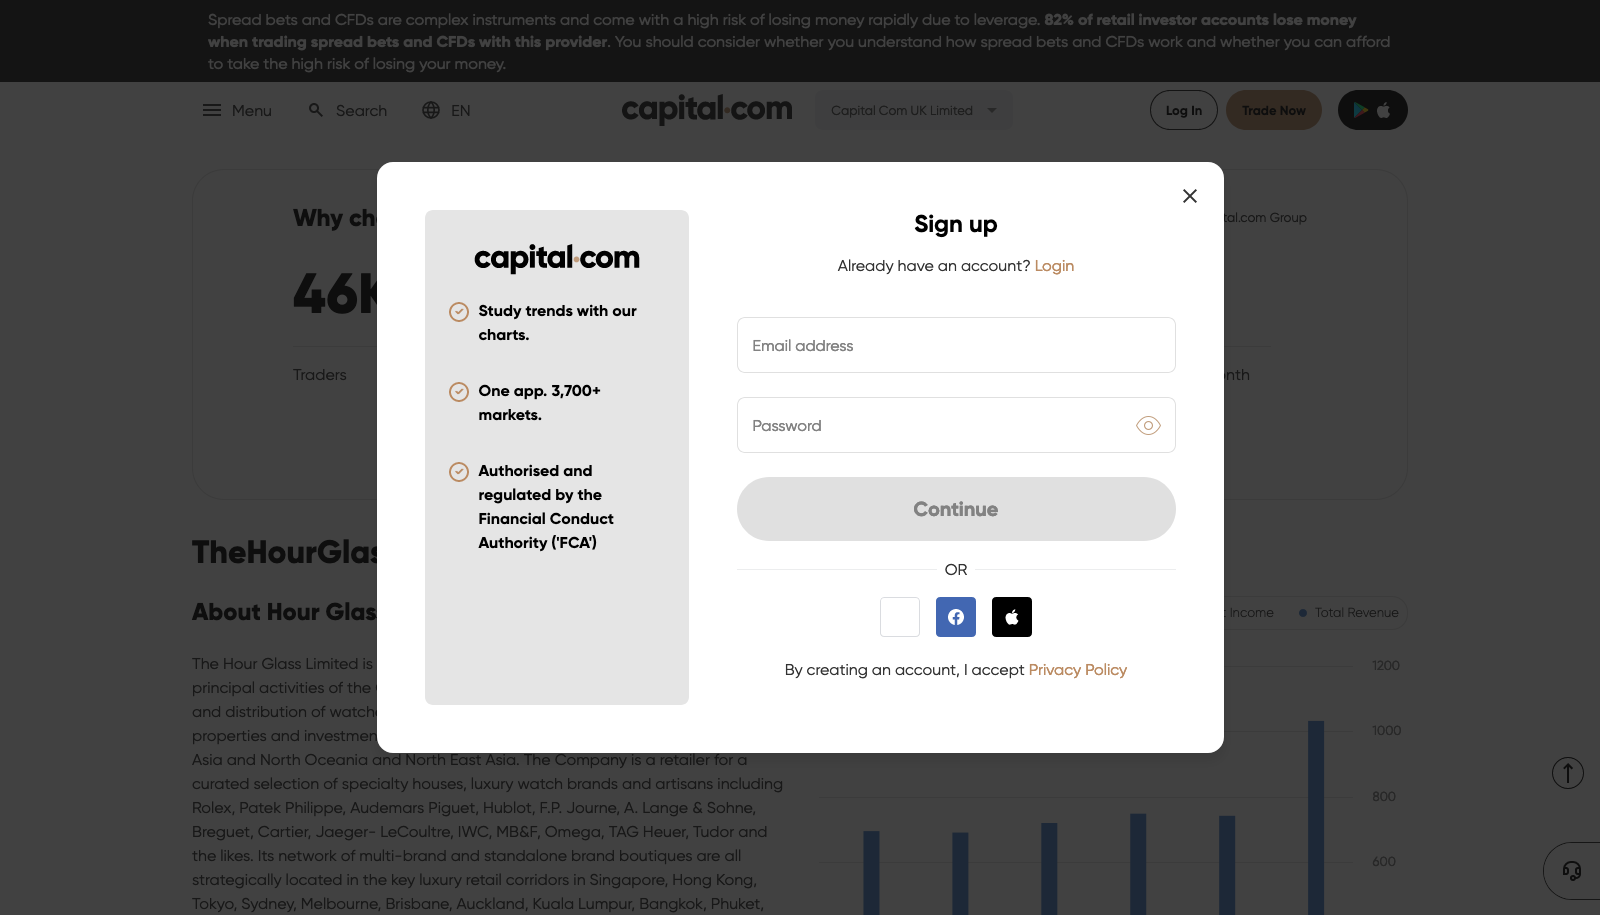 Spread bets and CFDs are complex instruments and come with a high risk of losing money rapidly due to leverage. 82% of retail investor accounts lose money
when trading spread bets and CFDs with this provider. You should consider whether you understand how spread bets and CFDs work and whether you can afford
to take the high risk of losing your money.
Menu Search EN capital.com Capital Com UK Limited Log In Trade Now
Why
46K
Traders
tal.com Group
Sign up
Already have an account? Login
capital.com
Study trends with our
charts.
One app. 3,700+
markets.
Authorised and
regulated by the
Financial Conduct
Authority ('FCA')
Email address
Password
Continue
OR
By creating an account, I accept Privacy Policy
TheHourGlas
About Hour Glas
Income Total Revenue
The Hour Glass Limited is
principal activities of the
and distribution of watche
properties and investmen
Asia and North Oceania and North East Asia. The Company is a retailer for a
curated selection of specialty houses, luxury watch brands and artisans including
Rolex, Patek Philippe, Audemars Piguet, Hublot, F.P. Journe, A. Lange & Sohne,
Breguet, Cartier, Jaeger- LeCoultre, IWC, MB&F, Omega, TAG Heuer, Tudor and
the likes. Its network of multi-brand and standalone brand boutiques are all
strategically located in the key luxury retail corridors in Singapore, Hong Kong,
Tokyo, Sydney, Melbourne, Brisbane, Auckland, Kuala Lumpur, Bangkok, Phuket,
1200
1000
800
600